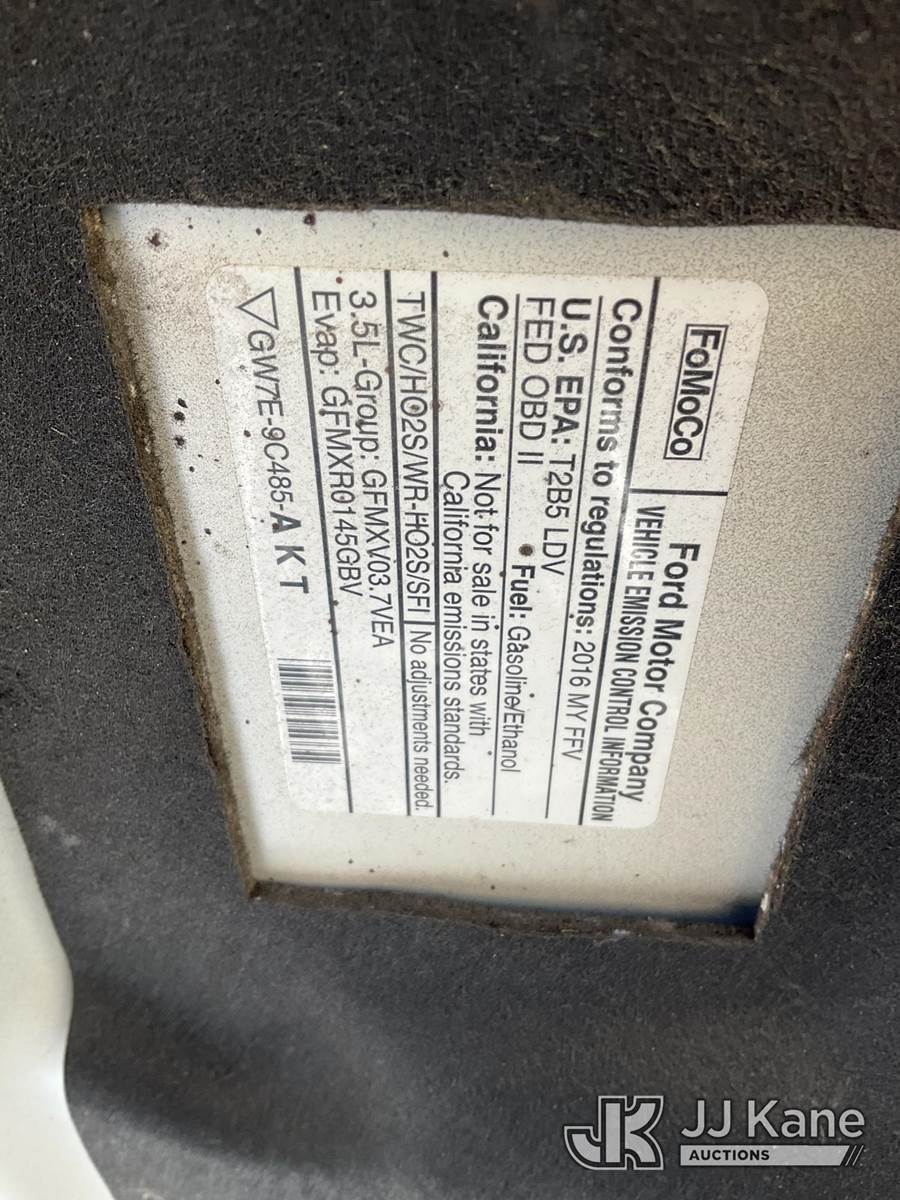 FoMoCo
Ford Motor Company
VEHICLE EMISSION CONTROL INFORMATION
Conforms to regulations: 2016 MY FFV
U.S. EPA: T2B5 LDV
FED OBD II • Fuel: Gasoline/Ethanol
California: Not for sale in states with
California emissions standards.
TWC/HO2S/WR-HO2S/SFI No adjustments needed.
3.5L-Group: GFMXV03.7VEA
Evap: GFMXR0145GBV
GW7E-9C485-A K T
JK JJ Kane
AUCTIONS